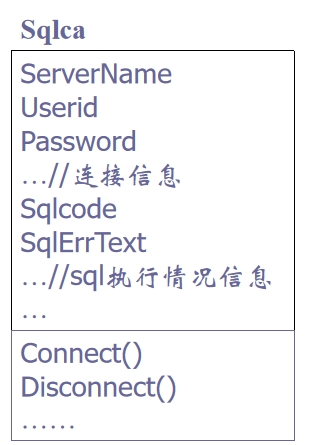 Sqlca
ServerName
Userid
Password
…//连接信息
Sqlcode
SqlErrText
…//sql执行情况信息
…
Connect()
Disconnect()
……